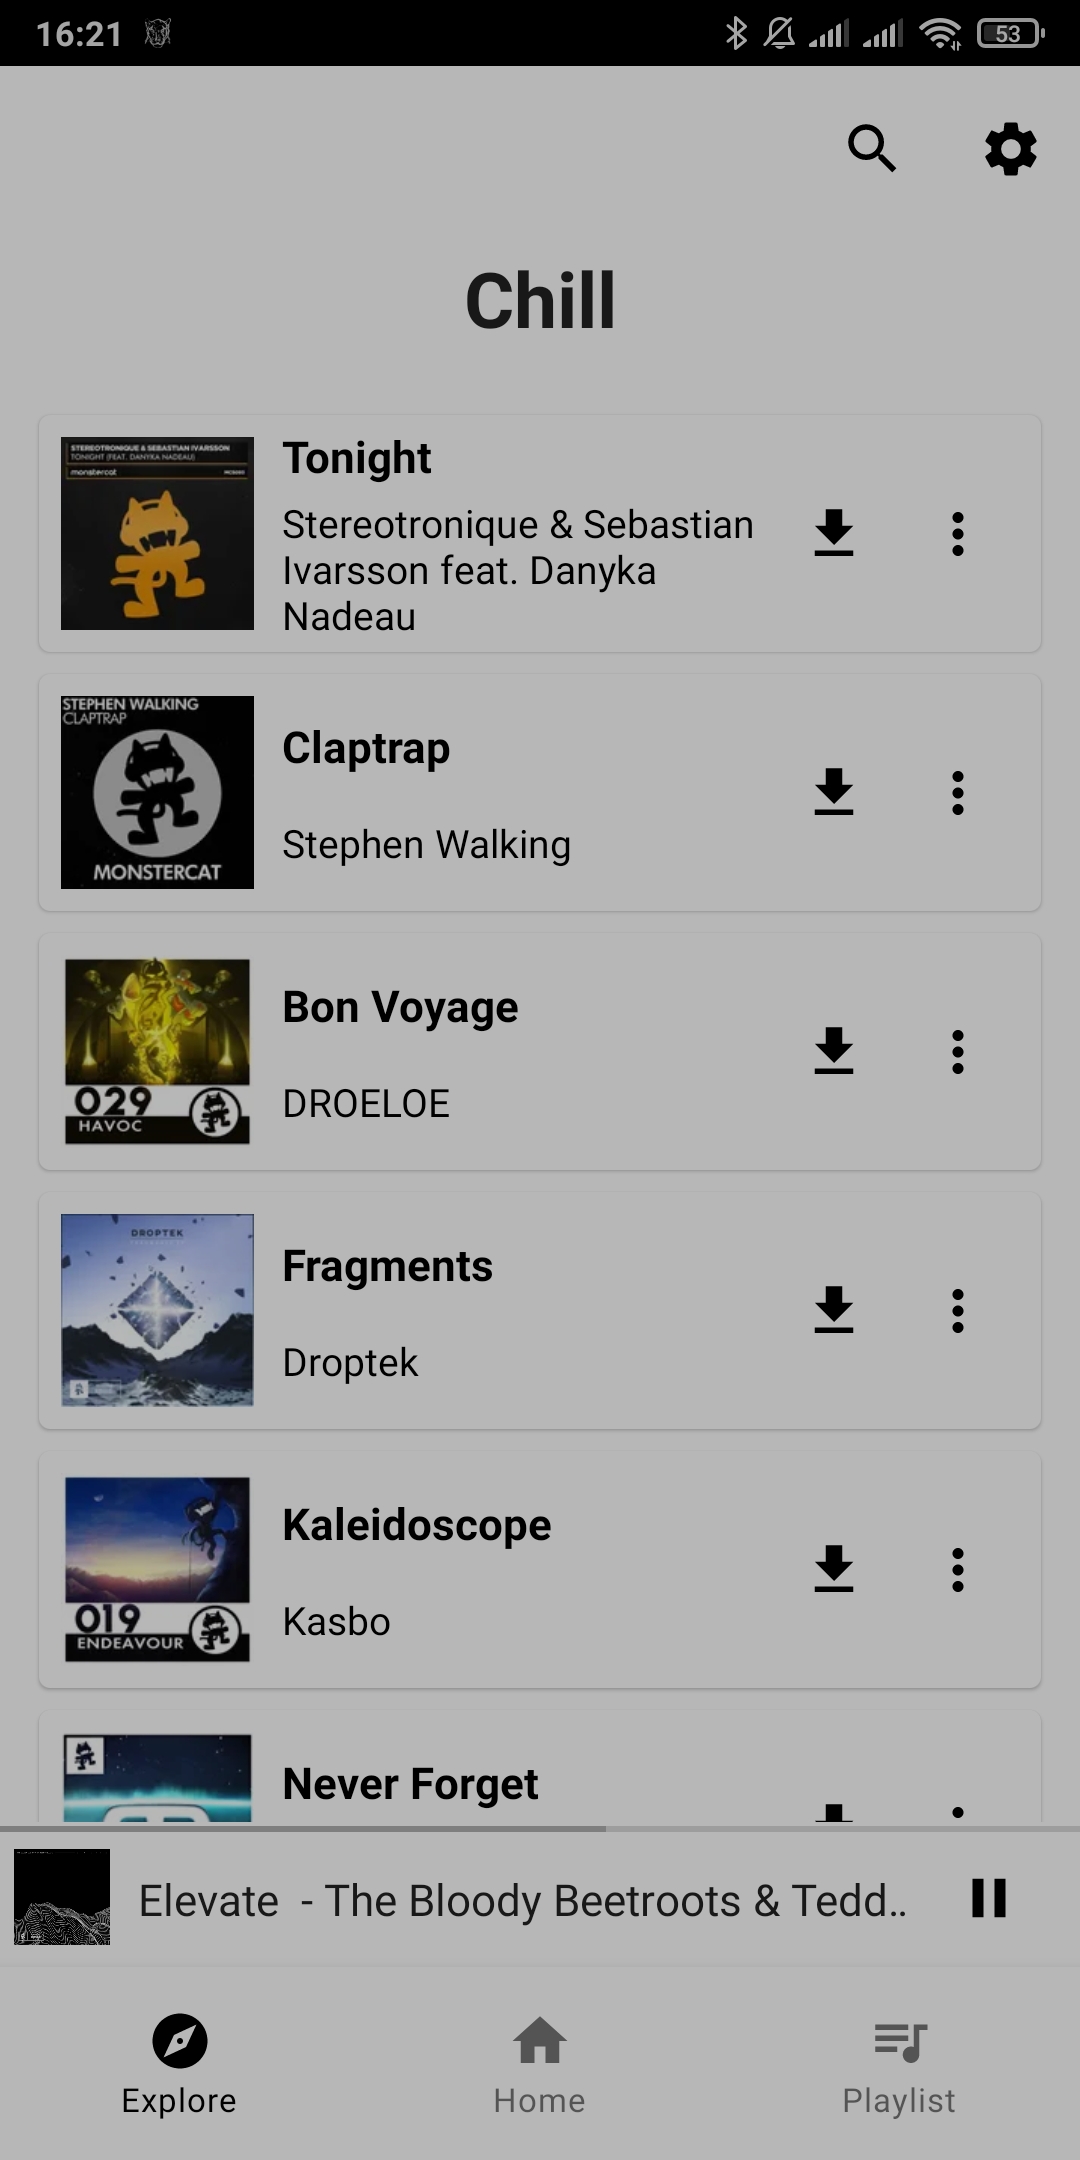 16:21
53
Chill
STEREOTRONIQUE & SEBASTIAN IVARSSON
TONIGHT (FEAT. DANYKA NADEAU)
monstercat
Tonight
Stereotronique & Sebastian
Ivarsson feat. Danyka
Nadeau
STEPHEN WALKING
CLAPTRAP
MONSTERCAT
Claptrap
Stephen Walking
029
HAVOC
Bon Voyage
DROELOE
DROPTEK
Fragments
Droptek
019
ENDEAVOUR
Kaleidoscope
Kasbo
Never Forget
Elevate - The Bloody Beetroots & Tedd..
Explore
Home
Playlist